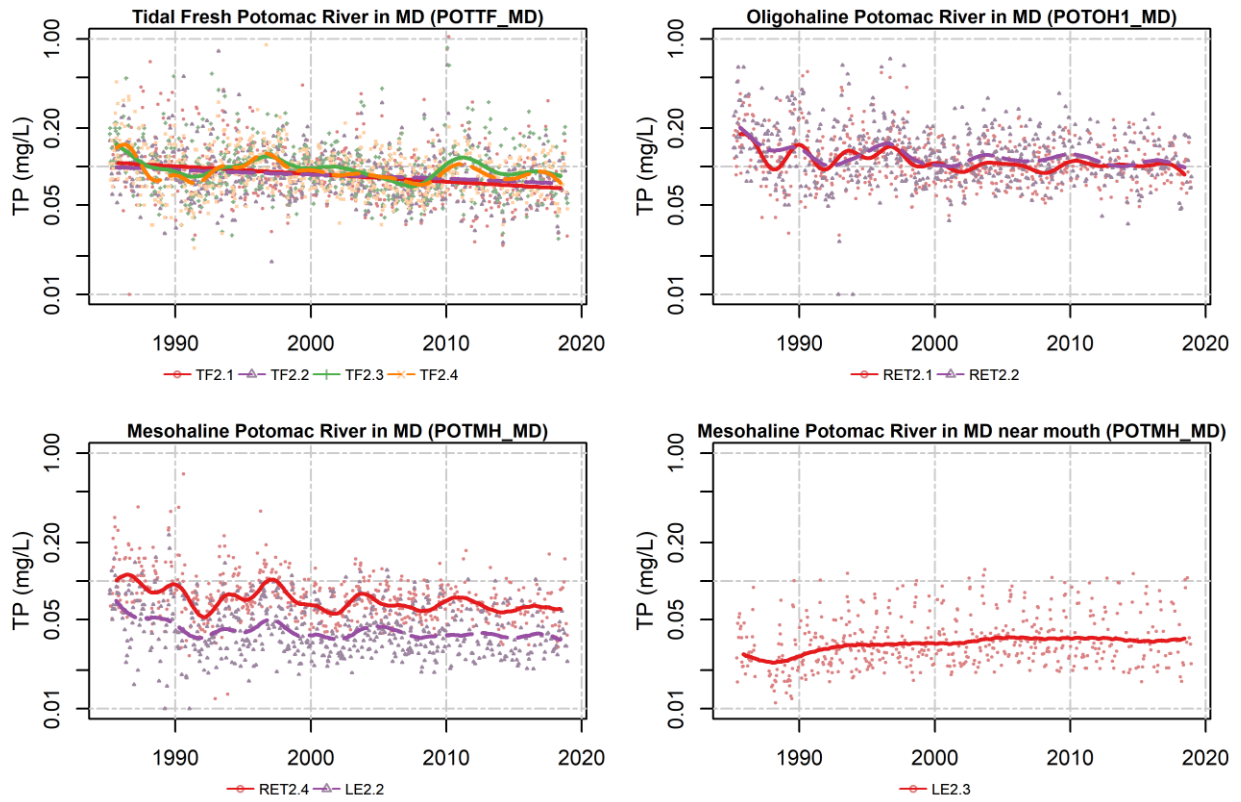 Tidal Fresh Potomac River in MD (POTTF_MD)
TP (mg/L)
1.00
0.20
0.05
0.01
1990 2000 2010 2020
TF2.1 TF2.2 TF2.3 TF2.4
Oligohaline Potomac River in MD (POTOH1_MD)
TP (mg/L)
1.00
0.20
0.05
0.01
1990 2000 2010 2020
RET2.1 RET2.2
Mesohaline Potomac River in MD (POTMH_MD)
TP (mg/L)
1.00
0.20
0.05
0.01
1990 2000 2010 2020
RET2.4 LE2.2
Mesohaline Potomac River in MD near mouth (POTMH_MD)
TP (mg/L)
1.00
0.20
0.05
0.01
1990 2000 2010 2020
LE2.3